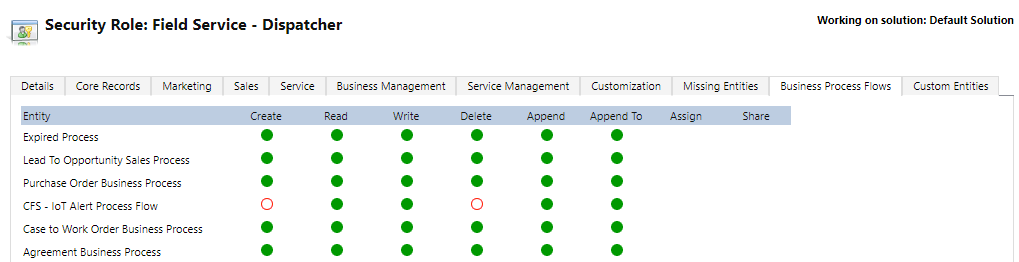 Security Role: Field Service - Dispatcher
Working on solution: Default Solution
Details Core Records Marketing Sales Service Business Management Service Management Customization Missing Entities Business Process Flows Custom Entities
Entity Create Read Write Delete Append Append To Assign Share
Expired Process
Lead To Opportunity Sales Process
Purchase Order Business Process
CFS - IoT Alert Process Flow
Case to Work Order Business Process
Agreement Business Process